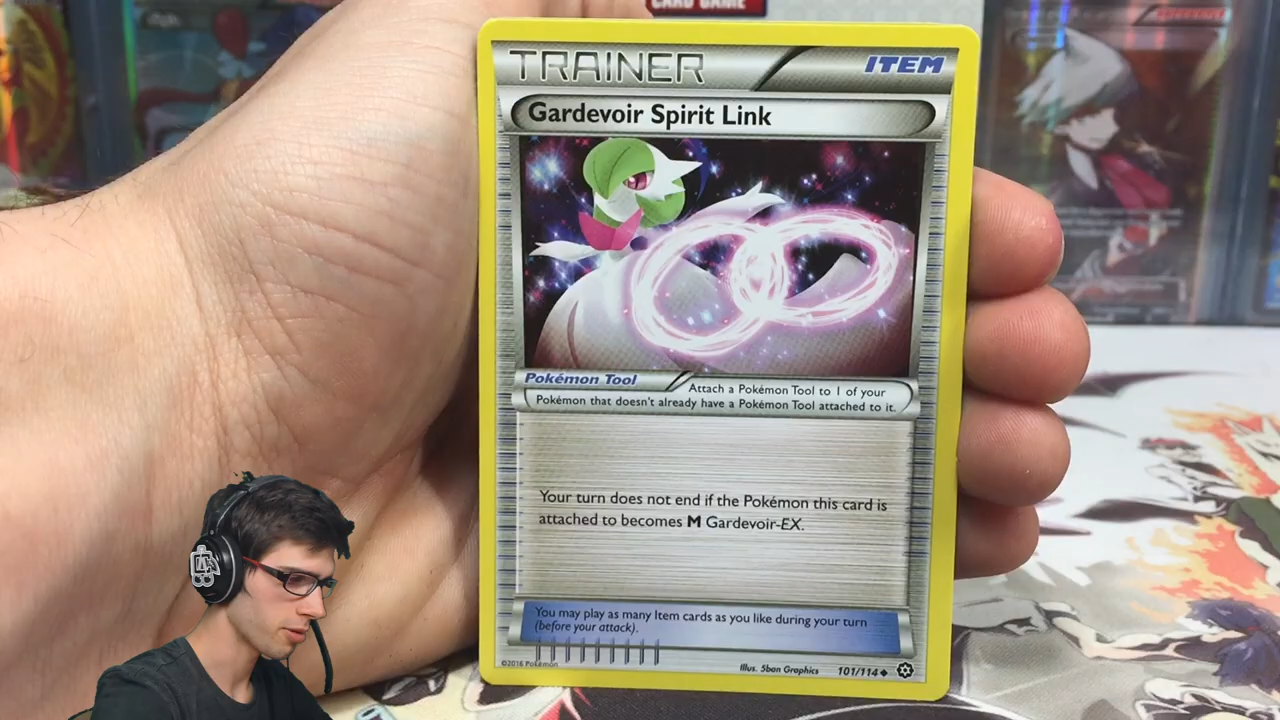 CARD GAME
TRAINER
ITEM
Gardevoir Spirit Link
Pokémon Tool
Attach a Pokémon Tool to 1 of your
Pokémon that doesn't already have a Pokémon Tool attached to it.
Your turn does not end if the Pokémon this card is
attached to becomes M Gardevoir-EX.
You may play as many Item cards as you like during your turn
(before your attack).
©2016 Pokémon
Illus. 5ban Graphics
101/114